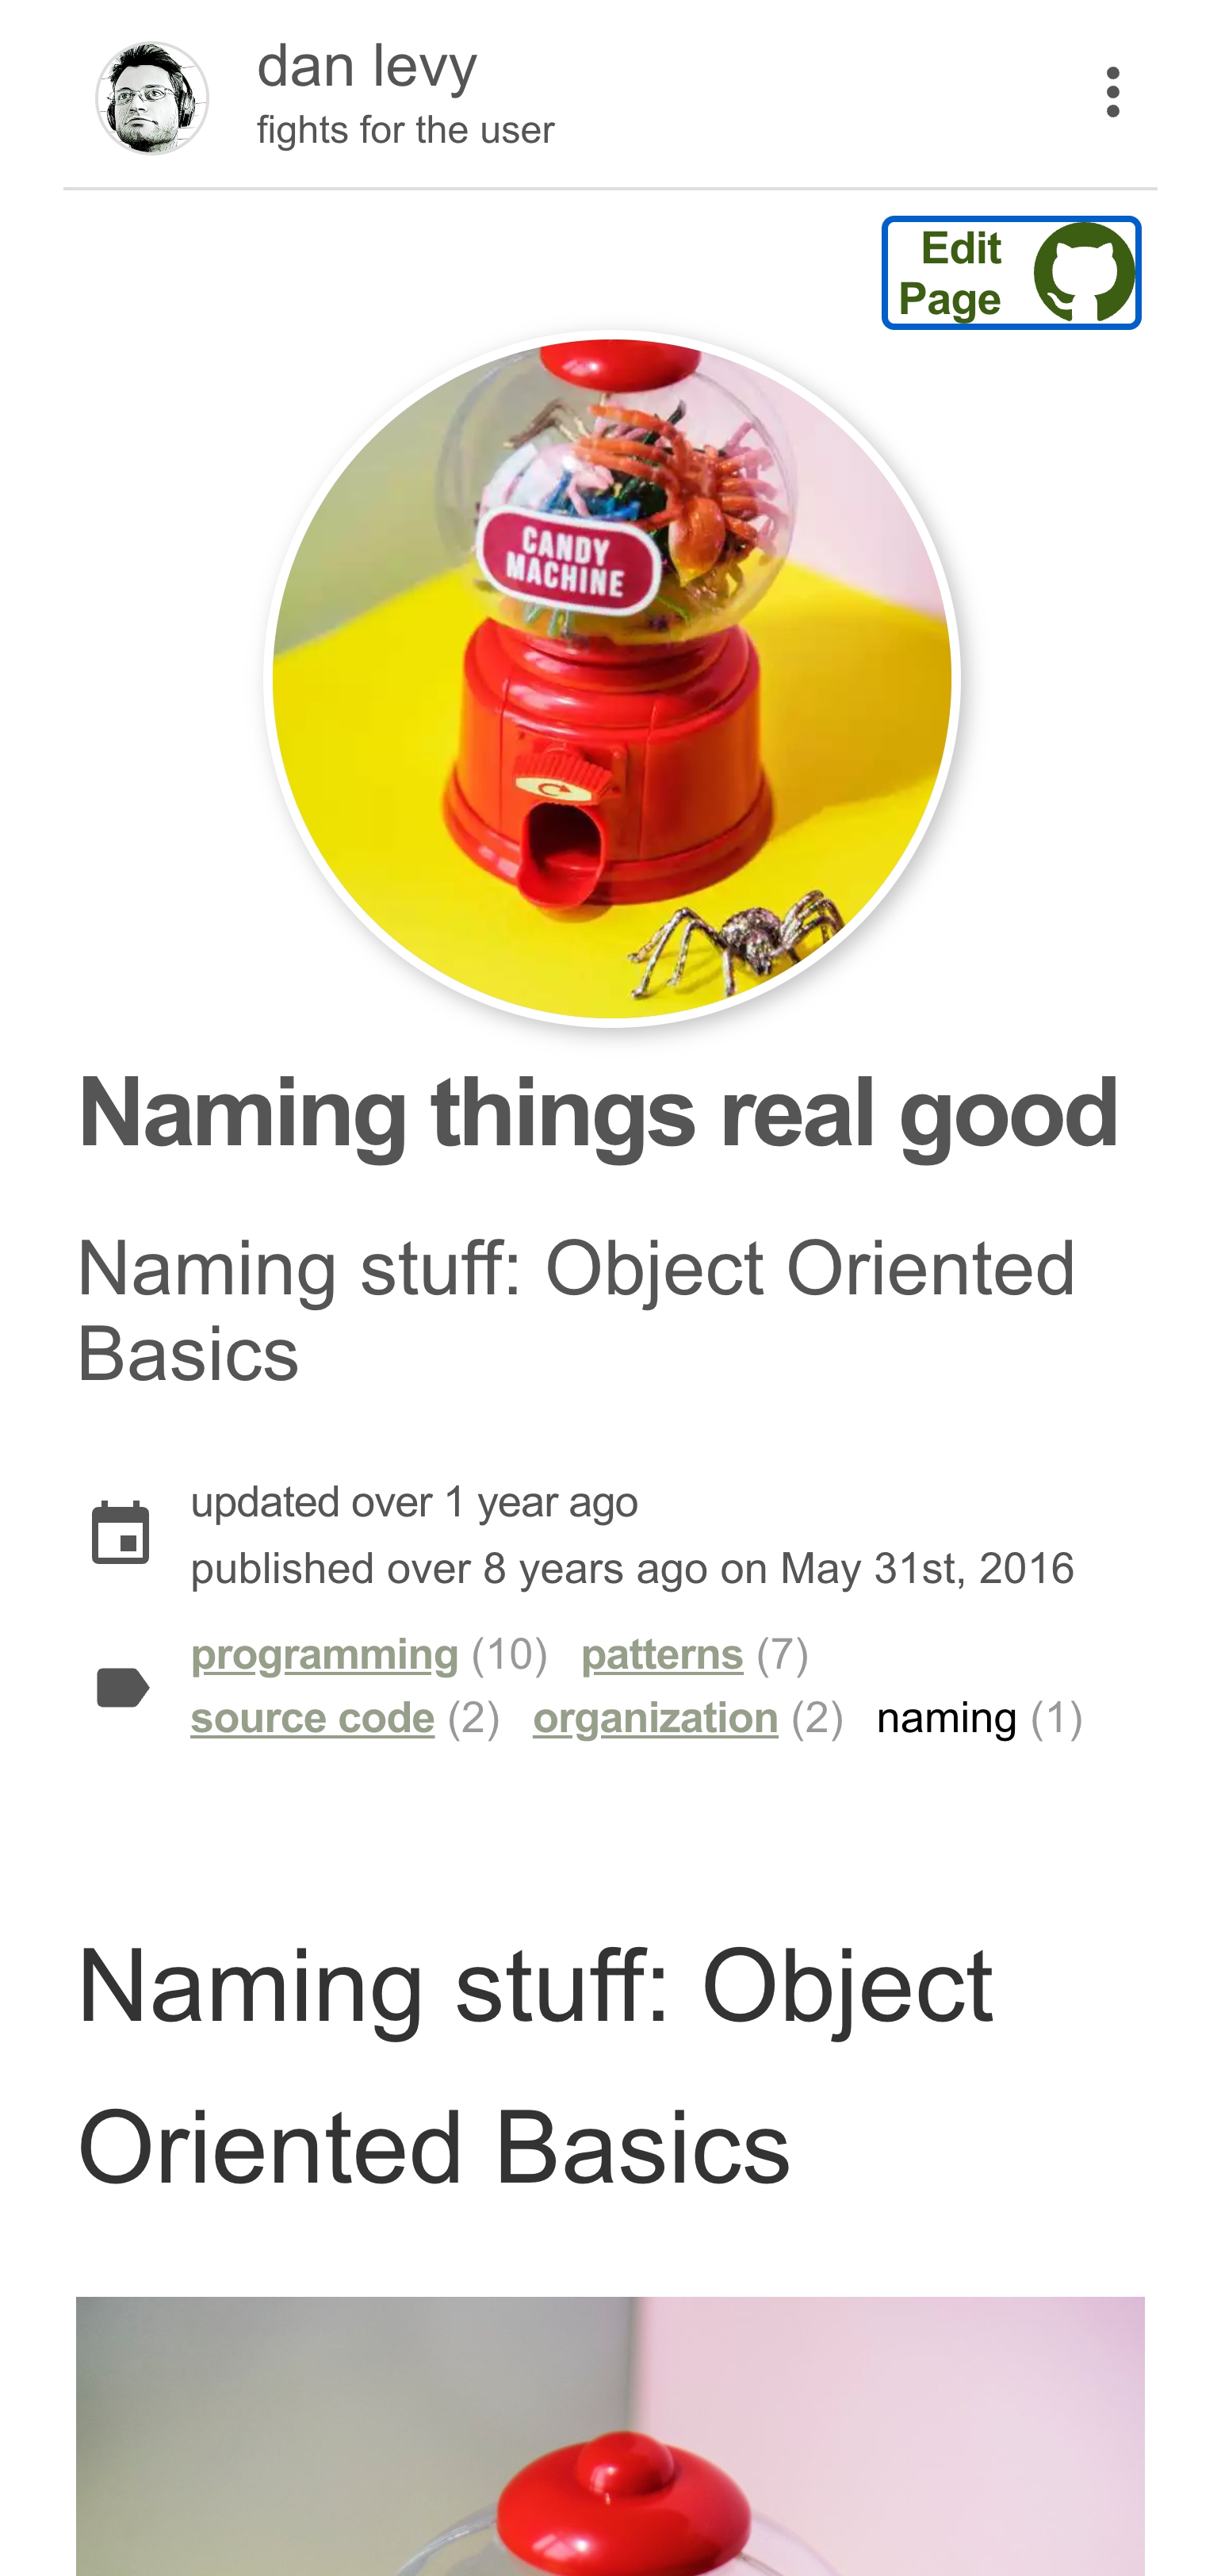 dan levy
fights for the user
Edit
Page
CANDY
MACHINE
Naming things real good
Naming stuff: Object Oriented
Basics
updated over 1 year ago
published over 8 years ago on May 31st, 2016
programming (10) patterns (7)
source code (2) organization (2) naming (1)
Naming stuff: Object
Oriented Basics